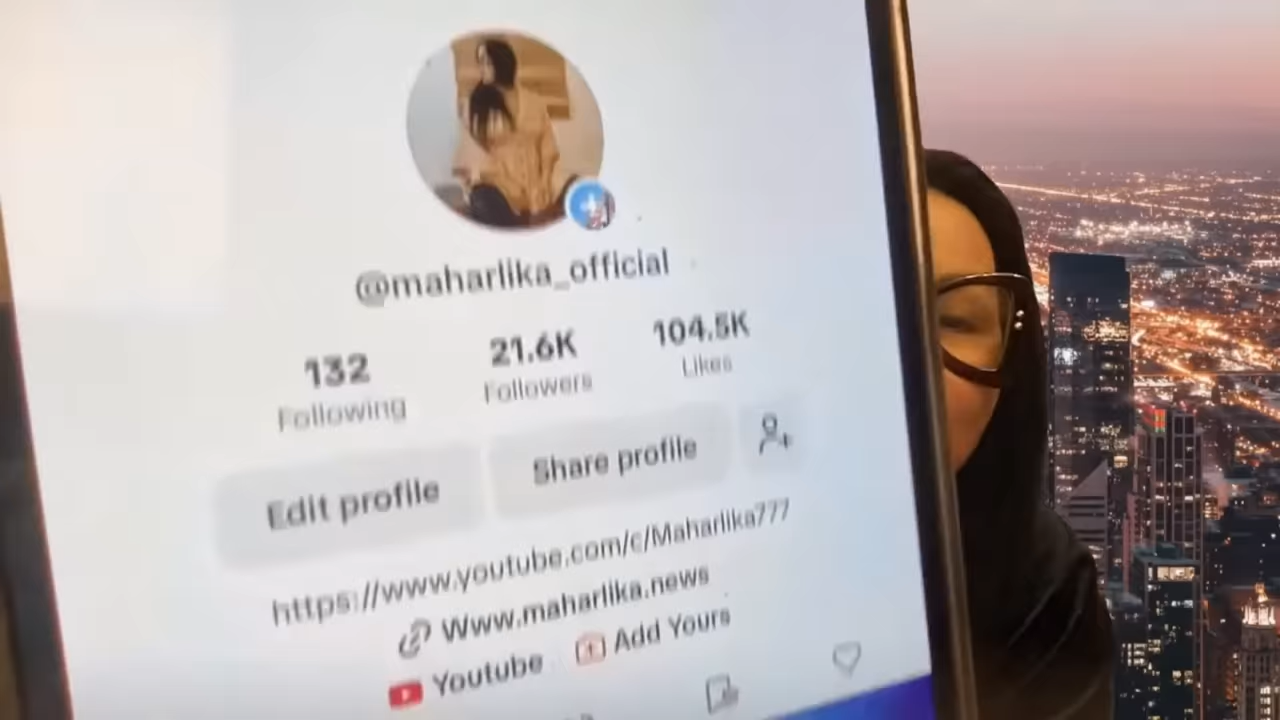 @maharlika_official
132 21.6K 104.5K
Following Followers Likes
Edit profile Share profile
https://www.youtube.com/c/Maharlika777
Www.maharlika.news
Youtube Add Yours